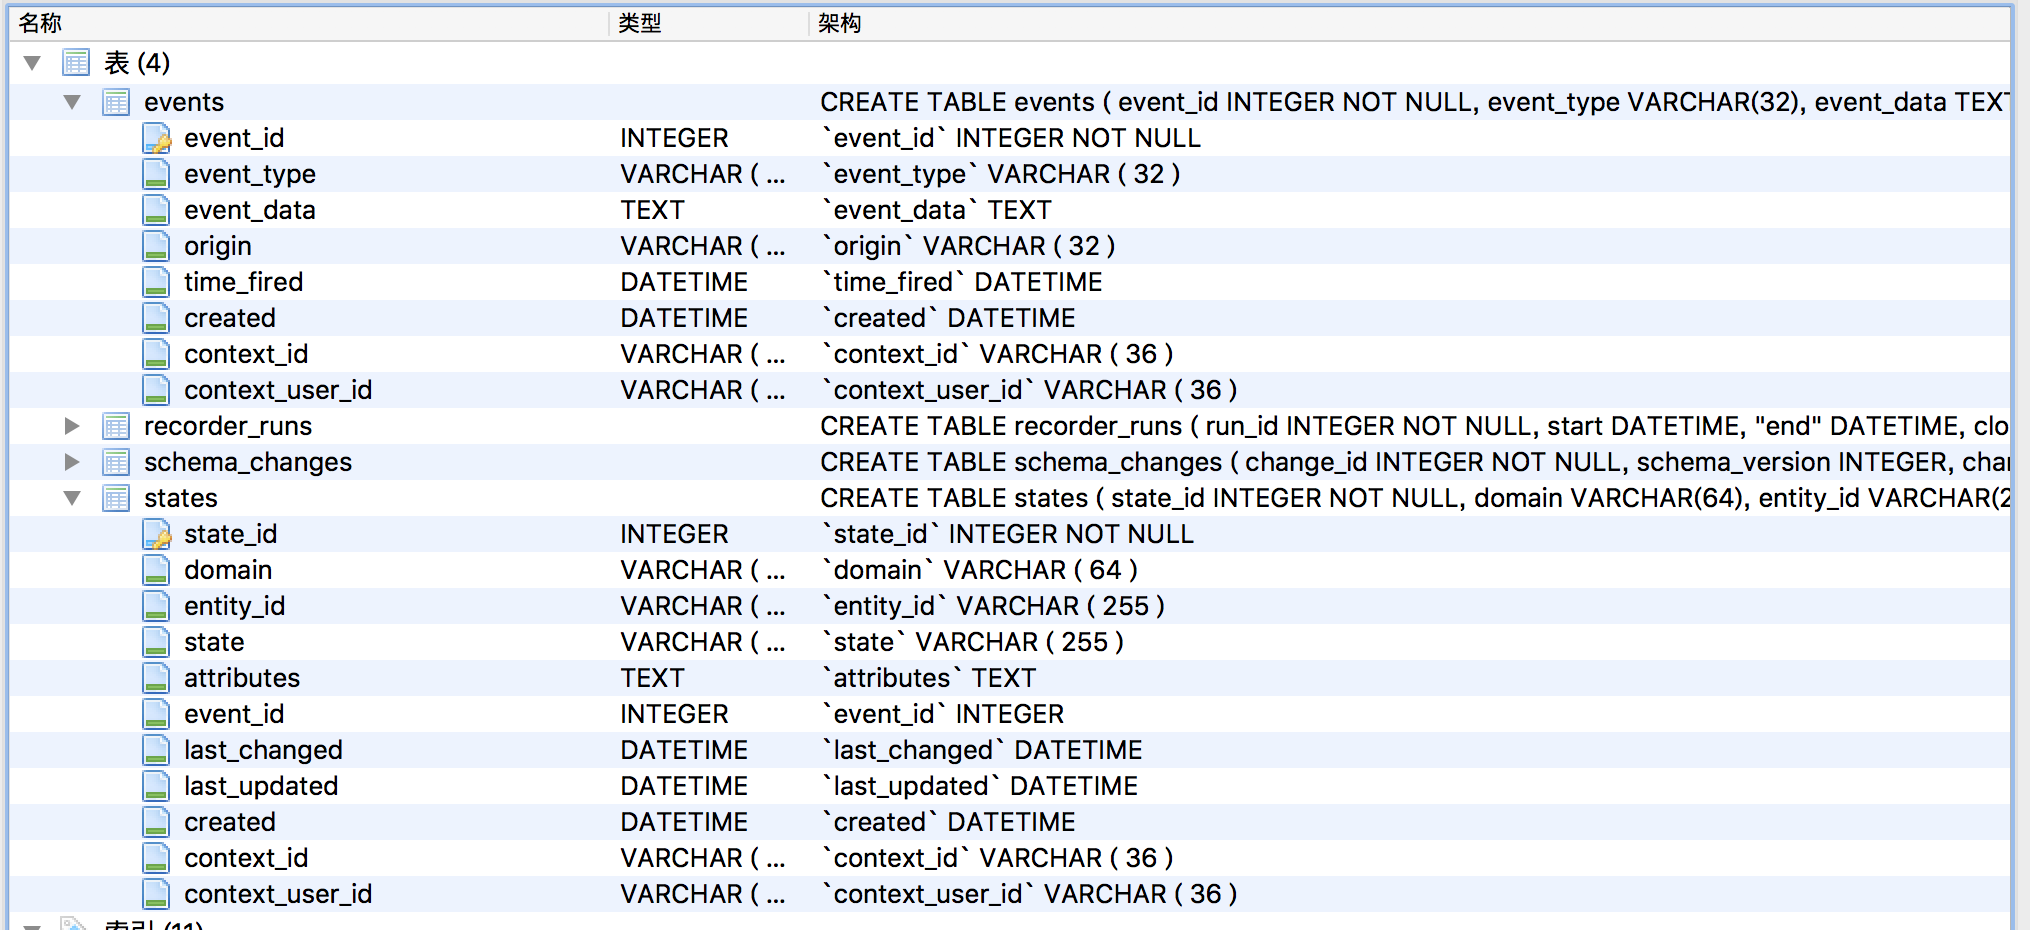 名称 类型 架构
表 (4)
events CREATE TABLE events ( event_id INTEGER NOT NULL, event_type VARCHAR(32), event_data TEXT
event_id INTEGER `event_id` INTEGER NOT NULL
event_type VARCHAR ( ... `event_type` VARCHAR ( 32 )
event_data TEXT `event_data` TEXT
origin VARCHAR ( ... `origin` VARCHAR ( 32 )
time_fired DATETIME `time_fired` DATETIME
created DATETIME `created` DATETIME
context_id VARCHAR ( ... `context_id` VARCHAR ( 36 )
context_user_id VARCHAR ( ... `context_user_id` VARCHAR ( 36 )
recorder_runs CREATE TABLE recorder_runs ( run_id INTEGER NOT NULL, start DATETIME, "end" DATETIME, clo
schema_changes CREATE TABLE schema_changes ( change_id INTEGER NOT NULL, schema_version INTEGER, chan
states CREATE TABLE states ( state_id INTEGER NOT NULL, domain VARCHAR(64), entity_id VARCHAR(2
state_id INTEGER `state_id` INTEGER NOT NULL
domain VARCHAR ( ... `domain` VARCHAR ( 64 )
entity_id VARCHAR ( ... `entity_id` VARCHAR ( 255 )
state VARCHAR ( ... `state` VARCHAR ( 255 )
attributes TEXT `attributes` TEXT
event_id INTEGER `event_id` INTEGER
last_changed DATETIME `last_changed` DATETIME
last_updated DATETIME `last_updated` DATETIME
created DATETIME `created` DATETIME
context_id VARCHAR ( ... `context_id` VARCHAR ( 36 )
context_user_id VARCHAR ( ... `context_user_id` VARCHAR ( 36 )
索引 (11)